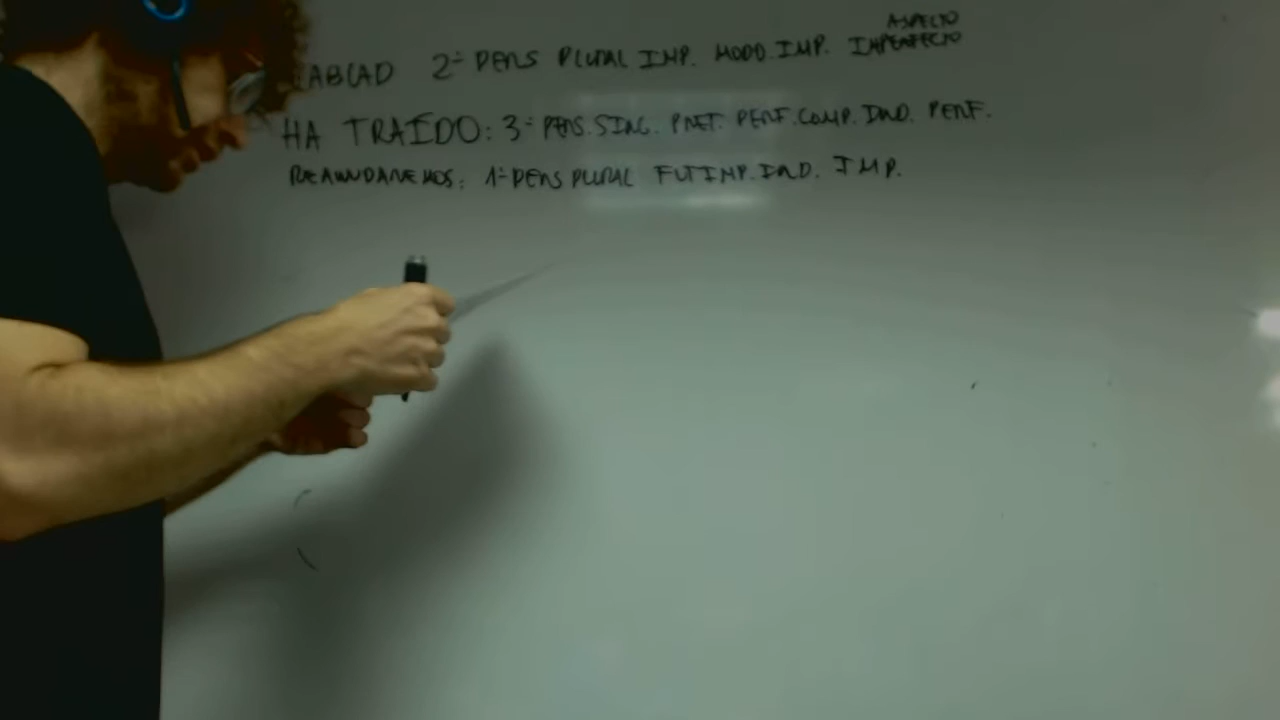 ASPECTO
ABLAD 2ª PERS PLURAL IMP. MODO.IMP. IMPERFECTO
HA TRAÍDO: 3ª PERS.SING. PRET. PERF.COMP. IND. PERF.
REANUDAREMOS: 1ª PERS PLURAL FUT IMP. IND. IMP.